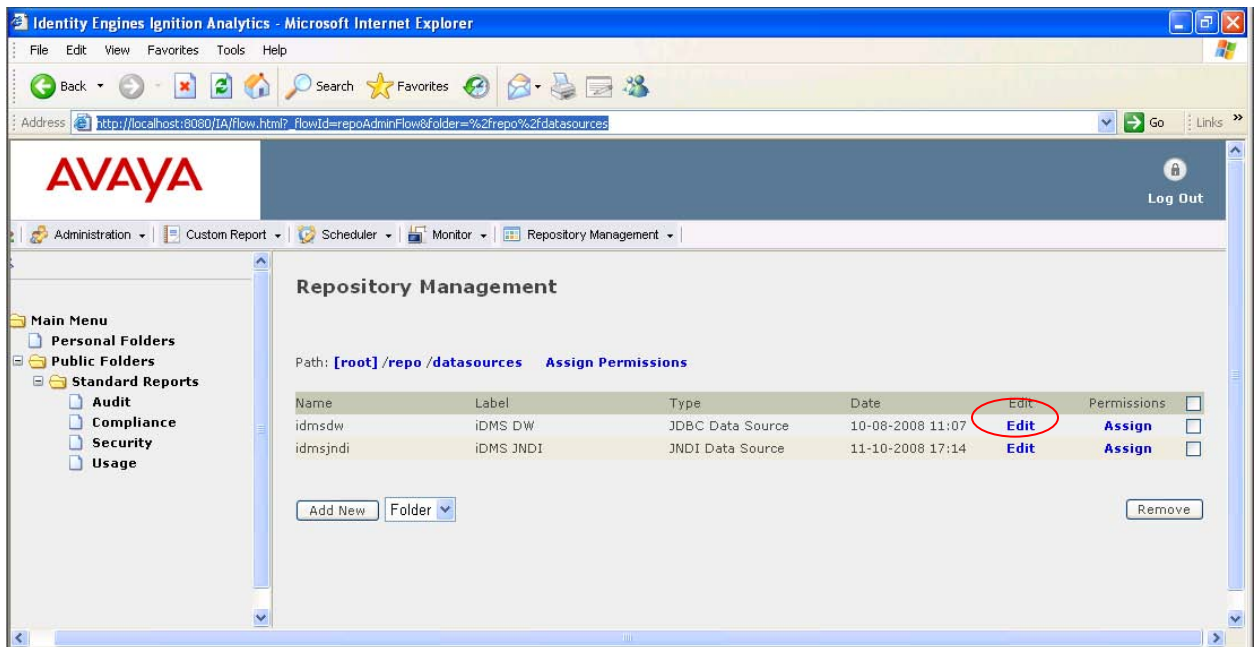 Identity Engines Ignition Analytics - Microsoft Internet Explorer
File Edit View Favorites Tools Help
Back Search Favorites
Address http://localhost:8080/IA/flow.html?_flowId=repoAdminFlow&folder=%2frepo%2fdatasources Go Links »
AVAYA
Log Out
Administration Custom Report Scheduler Monitor Repository Management
Repository Management
Main Menu
Personal Folders
Public Folders
Standard Reports
Audit
Compliance
Security
Usage
Path: [root] /repo /datasources Assign Permissions
Name Label Type Date Edit Permissions
idmsdw iDMS DW JDBC Data Source 10-08-2008 11:07 Edit Assign
idmsjndi iDMS JNDI JNDI Data Source 11-10-2008 17:14 Edit Assign
Add New Folder Remove